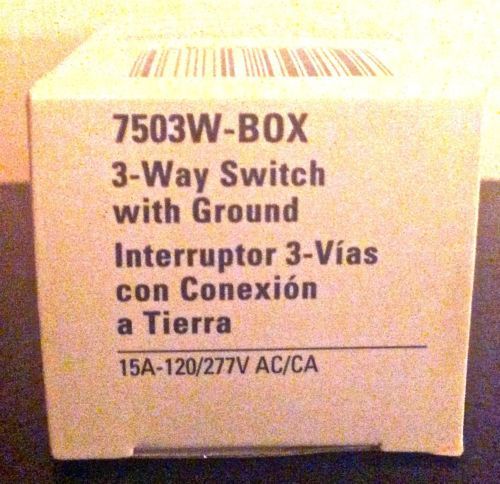 7503W-BOX
3-Way Switch
with Ground
Interruptor 3-Vías
con Conexión
a Tierra
15A-120/277V AC/CA